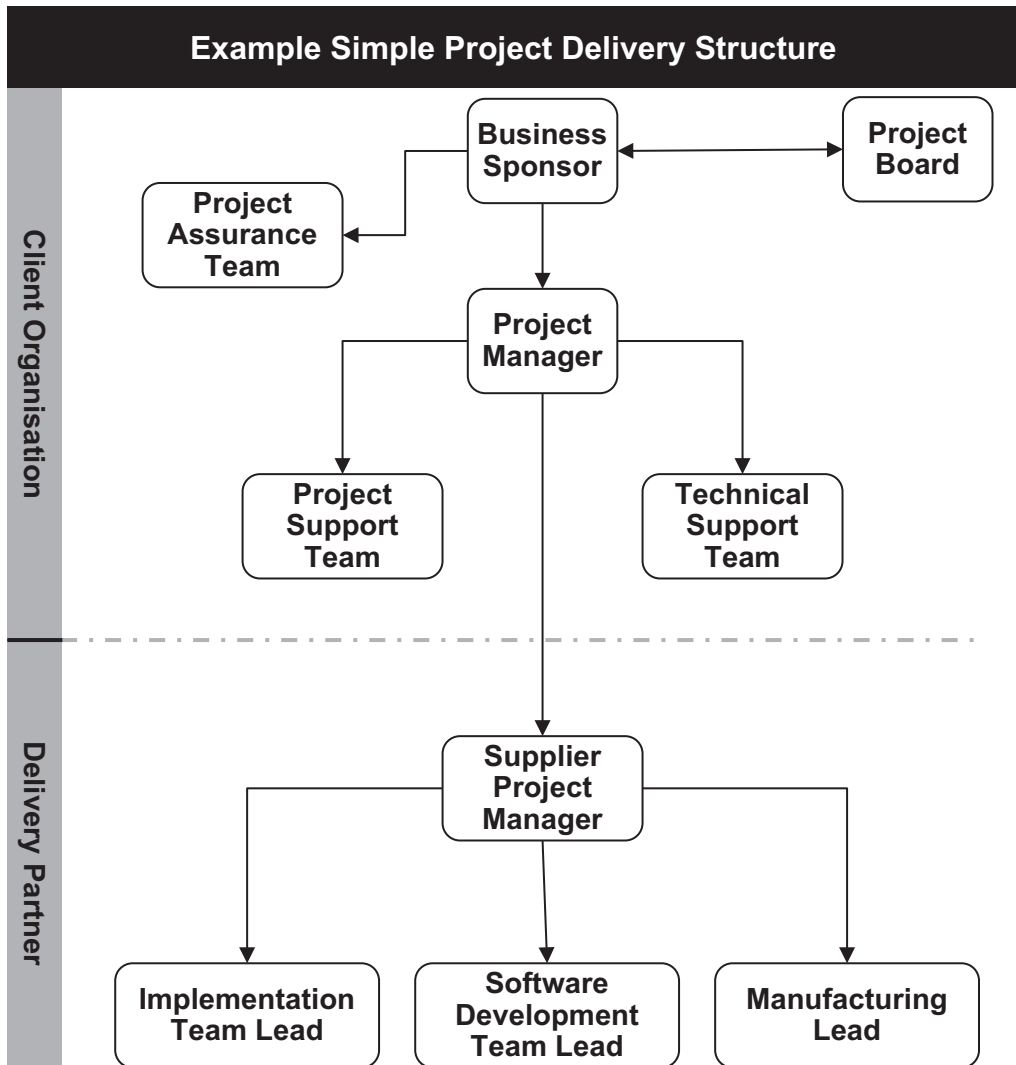 Example Simple Project Delivery Structure
Client Organisation
Business
Sponsor
Project
Board
Project
Assurance
Team
Project
Manager
Project
Support
Team
Technical
Support
Team
Delivery Partner
Supplier
Project
Manager
Implementation
Team Lead
Software
Development
Team Lead
Manufacturing
Lead